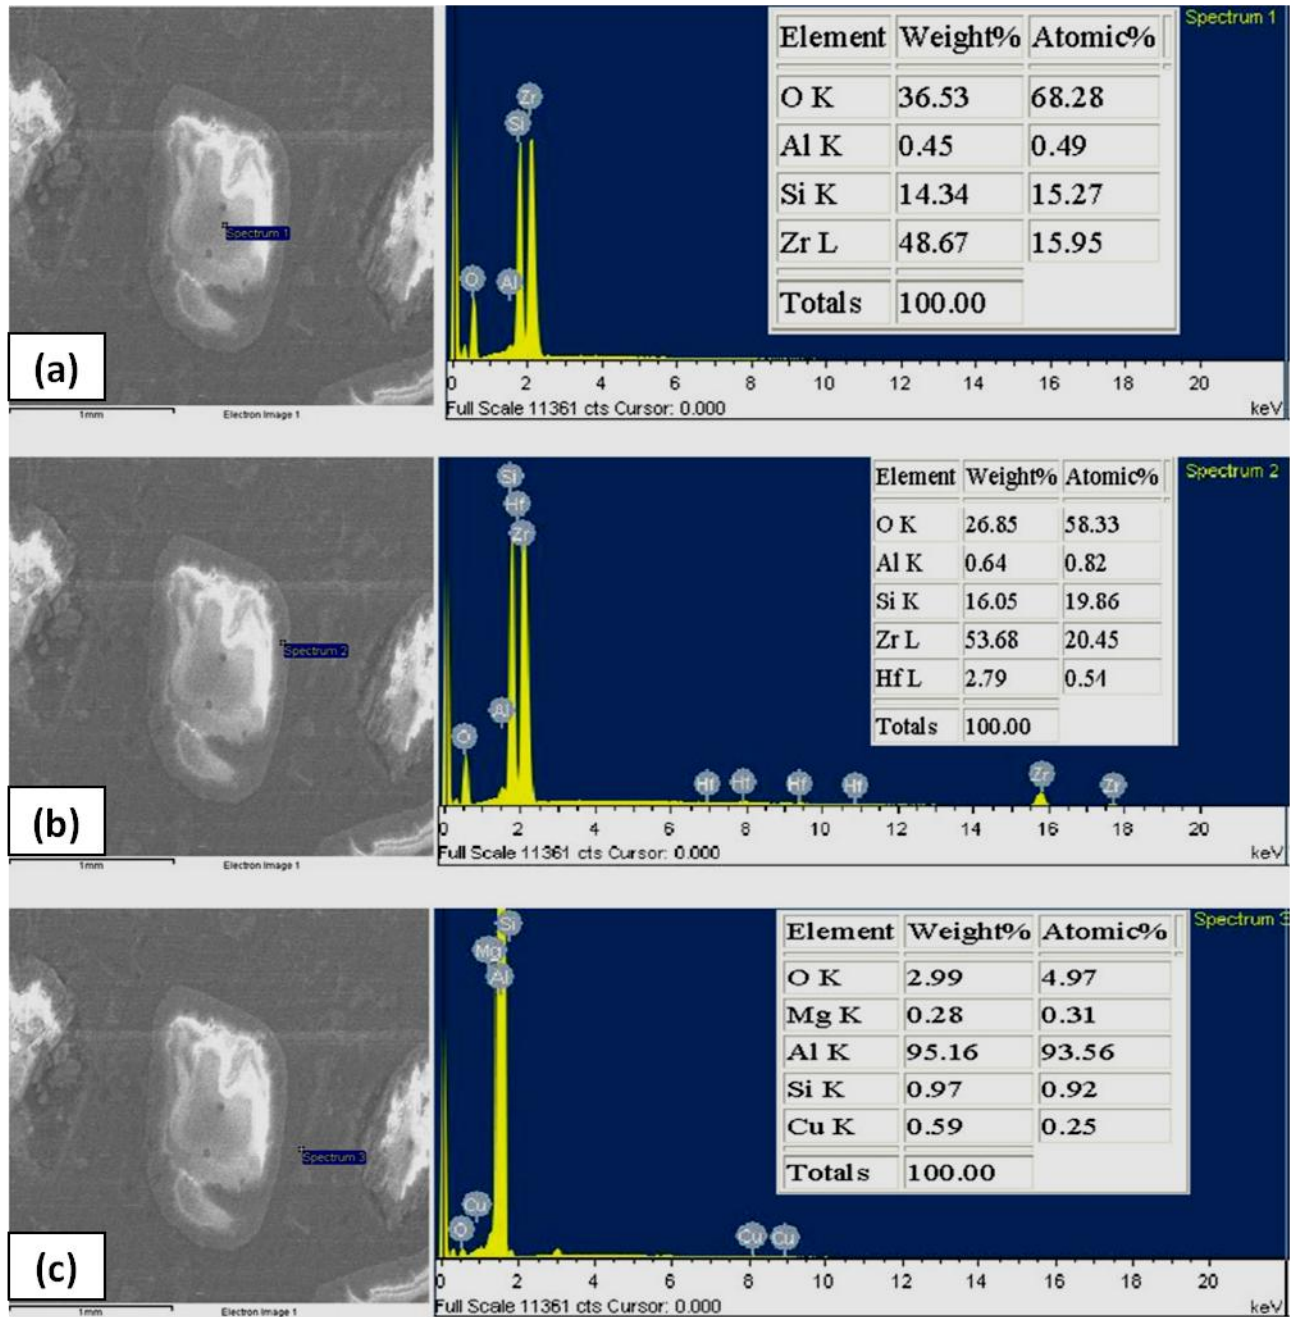 Spectrum 1
Element Weight% Atomic%
O K 36.53 68.28
Al K 0.45 0.49
Si K 14.34 15.27
Zr L 48.67 15.95
Totals 100.00
Zr
Si
O Al
Spectrum 1
(a)
0 2 4 6 8 10 12 14 16 18 20
Full Scale 11361 cts Cursor: 0.000 keV
1mm Electron Image 1
Spectrum 2
Element Weight% Atomic%
O K 26.85 58.33
Al K 0.64 0.82
Si K 16.05 19.86
Zr L 53.68 20.45
Hf L 2.79 0.54
Totals 100.00
Si
Hf
Zr
Al
O
Hf Hf Hf Hf Zr Zr
Spectrum 2
(b)
0 2 4 6 8 10 12 14 16 18 20
Full Scale 11361 cts Cursor: 0.000 keV
1mm Electron Image 1
Spectrum 3
Element Weight% Atomic%
O K 2.99 4.97
Mg K 0.28 0.31
Al K 95.16 93.56
Si K 0.97 0.92
Cu K 0.59 0.25
Totals 100.00
Si
Mg
Al
Cu
O
Cu Cu
Spectrum 3
(c)
0 2 4 6 8 10 12 14 16 18 20
Full Scale 11361 cts Cursor: 0.000 keV
1mm Electron Image 1